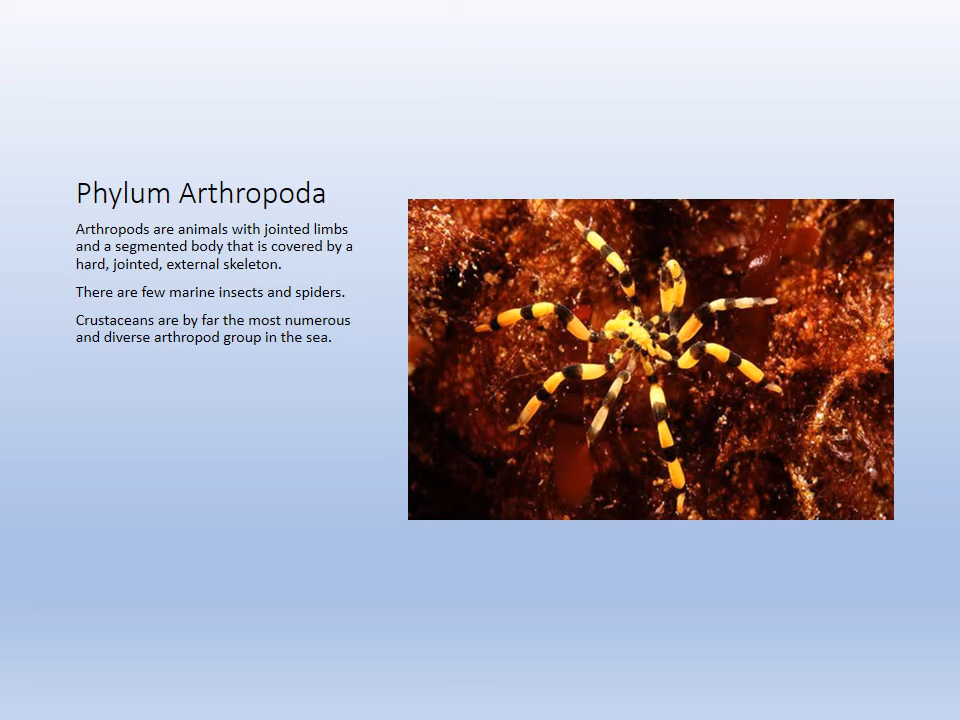 Phylum Arthropoda
Arthropods are animals with jointed limbs
and a segmented body that is covered by a
hard, jointed, external skeleton.
There are few marine insects and spiders.
Crustaceans are by far the most numerous
and diverse arthropod group in the sea.